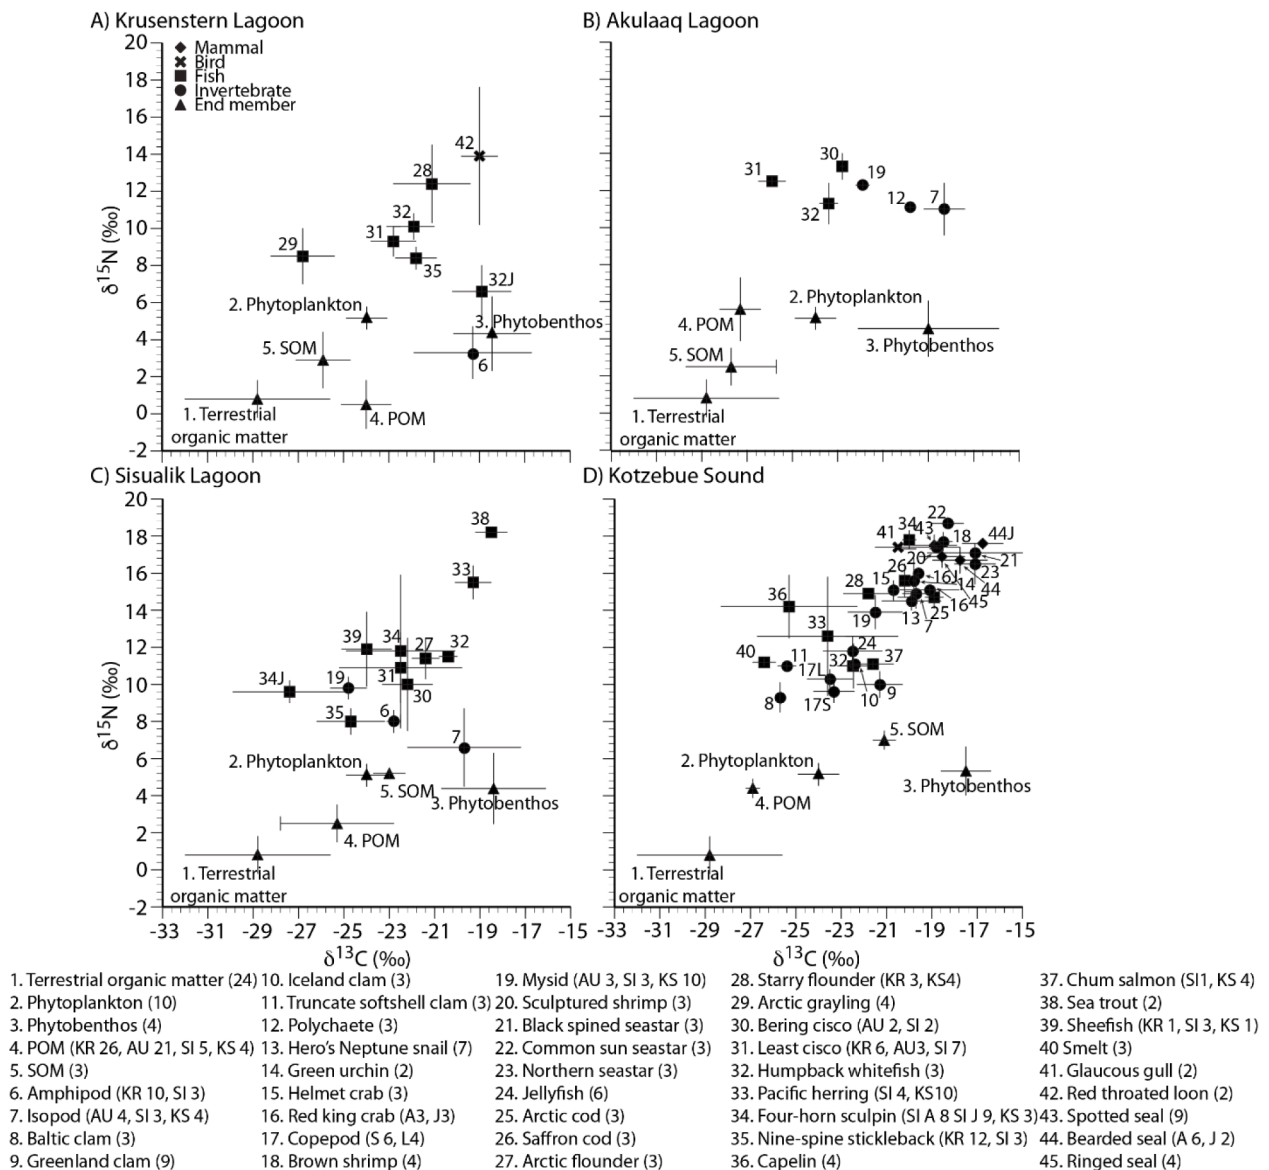 A) Krusenstern Lagoon
B) Akulaaq Lagoon
20
18
16
14
12
10
8
6
4
2
0
-2
δ15N (‰)
Mammal
Bird
Fish
Invertebrate
End member
42
28
32
31
35
29
32J
2. Phytoplankton
3. Phytobenthos
5. SOM
6
1. Terrestrial
organic matter
4. POM
31
30
19
32
12
7
2. Phytoplankton
4. POM
3. Phytobenthos
5. SOM
1. Terrestrial
organic matter
C) Sisualik Lagoon
D) Kotzebue Sound
20
18
16
14
12
10
8
6
4
2
0
-2
δ15N (‰)
38
33
39
34
27
32
34J
19
31
30
35
6
7
2. Phytoplankton
5. SOM
3. Phytobenthos
4. POM
1. Terrestrial
organic matter
22
34
43
41
18
44J
20
21
26
16J
23
15
14
44
28
45
36
16
25
13
7
19
33
24
40
11
32
37
17L
10
9
8
17S
5. SOM
2. Phytoplankton
4. POM
3. Phytobenthos
1. Terrestrial
organic matter
-33 -31 -29 -27 -25 -23 -21 -19 -17 -15
-33 -31 -29 -27 -25 -23 -21 -19 -17 -15
δ13C (‰)
δ13C (‰)
1. Terrestrial organic matter (24)
2. Phytoplankton (10)
3. Phytobenthos (4)
4. POM (KR 26, AU 21, SI 5, KS 4)
5. SOM (3)
6. Amphipod (KR 10, SI 3)
7. Isopod (AU 4, SI 3, KS 4)
8. Baltic clam (3)
9. Greenland clam (9)
10. Iceland clam (3)
11. Truncate softshell clam (3)
12. Polychaete (3)
13. Hero's Neptune snail (7)
14. Green urchin (2)
15. Helmet crab (3)
16. Red king crab (A3, J3)
17. Copepod (S 6, L4)
18. Brown shrimp (4)
19. Mysid (AU 3, SI 3, KS 10)
20. Sculptured shrimp (3)
21. Black spined seastar (3)
22. Common sun seastar (3)
23. Northern seastar (3)
24. Jellyfish (6)
25. Arctic cod (3)
26. Saffron cod (3)
27. Arctic flounder (3)
28. Starry flounder (KR 3, KS4)
29. Arctic grayling (4)
30. Bering cisco (AU 2, SI 2)
31. Least cisco (KR 6, AU3, SI 7)
32. Humpback whitefish (3)
33. Pacific herring (SI 4, KS10)
34. Four-horn sculpin (SI A 8 SI J 9, KS 3)
35. Nine-spine stickleback (KR 12, SI 3)
36. Capelin (4)
37. Chum salmon (SI1, KS 4)
38. Sea trout (2)
39. Sheefish (KR 1, SI 3, KS 1)
40 Smelt (3)
41. Glaucous gull (2)
42. Red throated loon (2)
43. Spotted seal (9)
44. Bearded seal (A 6, J 2)
45. Ringed seal (4)